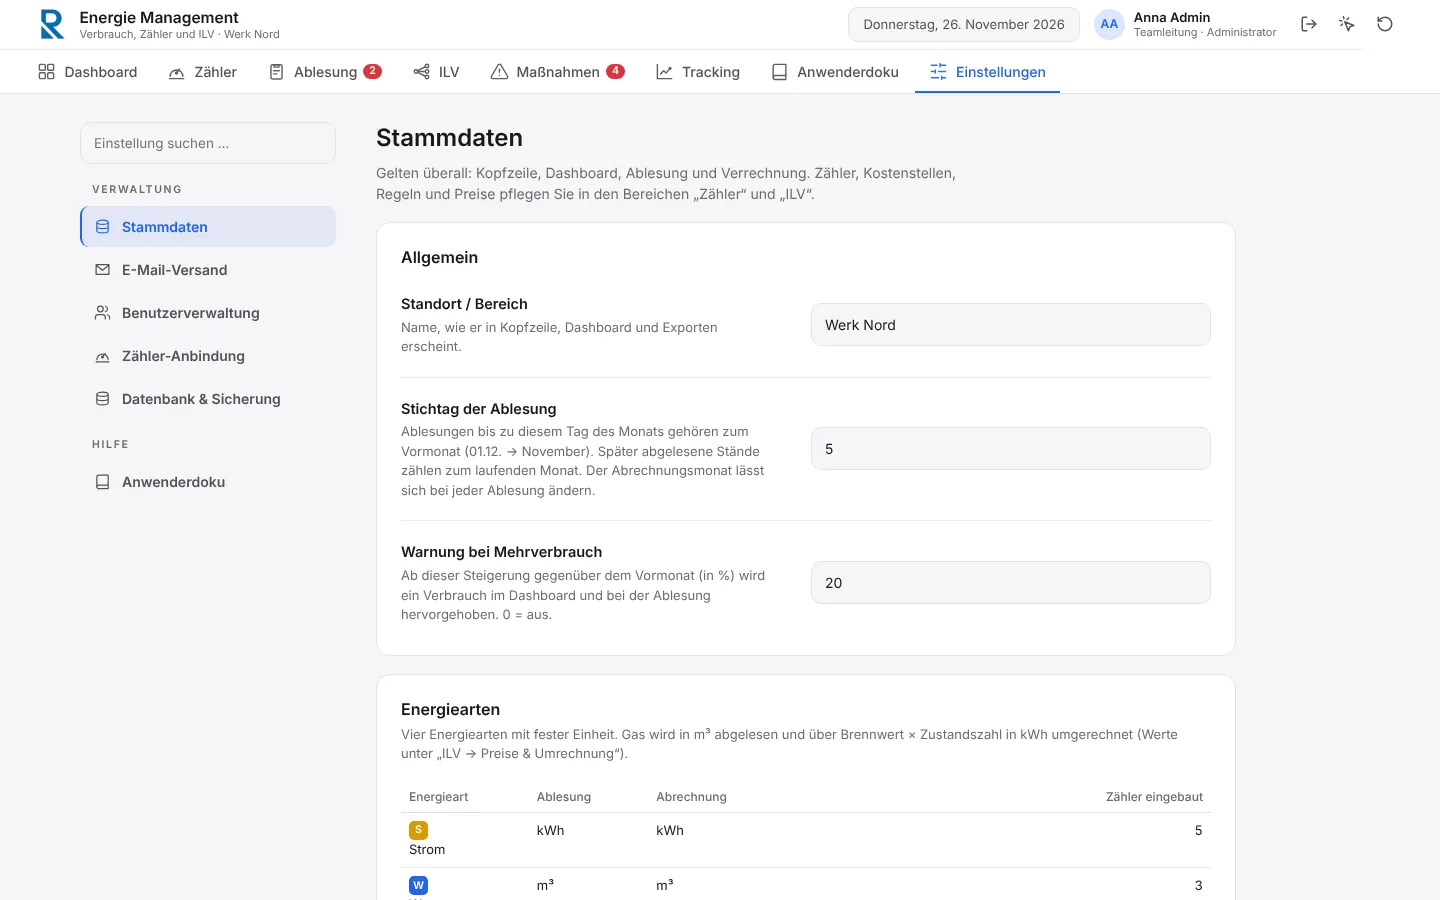 Energie Management
Verbrauch, Zähler und ILV · Werk Nord
Donnerstag, 26. November 2026
AA
Anna Admin
Teamleitung · Administrator
Dashboard
Zähler
Ablesung 2
ILV
Maßnahmen 4
Tracking
Anwenderdoku
Einstellungen
Einstellung suchen ...
VERWALTUNG
Stammdaten
E-Mail-Versand
Benutzerverwaltung
Zähler-Anbindung
Datenbank & Sicherung
HILFE
Anwenderdoku
Stammdaten
Gelten überall: Kopfzeile, Dashboard, Ablesung und Verrechnung. Zähler, Kostenstellen,
Regeln und Preise pflegen Sie in den Bereichen „Zähler“ und „ILV“.
Allgemein
Standort / Bereich
Name, wie er in Kopfzeile, Dashboard und Exporten
erscheint.
Werk Nord
Stichtag der Ablesung
Ablesungen bis zu diesem Tag des Monats gehören zum
Vormonat (01.12. → November). Später abgelesene Stände
zählen zum laufenden Monat. Der Abrechnungsmonat lässt
sich bei jeder Ablesung ändern.
5
Warnung bei Mehrverbrauch
Ab dieser Steigerung gegenüber dem Vormonat (in %) wird
ein Verbrauch im Dashboard und bei der Ablesung
hervorgehoben. 0 = aus.
20
Energiearten
Vier Energiearten mit fester Einheit. Gas wird in m³ abgelesen und über Brennwert × Zustandszahl in kWh umgerechnet (Werte
unter „ILV → Preise & Umrechnung“).
Energieart Ablesung Abrechnung Zähler eingebaut
S Strom kWh kWh 5
W m³ m³ 3